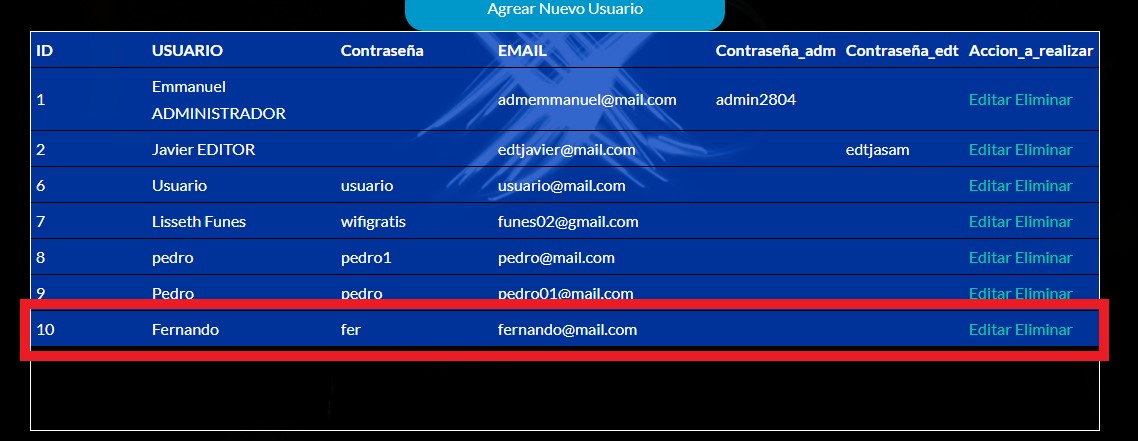 Agrear Nuevo Usuario
ID USUARIO Contraseña EMAIL Contraseña_adm Contraseña_edt Accion_a_realizar
1 Emmanuel ADMINISTRADOR admemmanuel@mail.com admin2804 Editar Eliminar
2 Javier EDITOR edtjavier@mail.com edtjasam Editar Eliminar
6 Usuario usuario usuario@mail.com Editar Eliminar
7 Lisseth Funes wifigratis funes02@gmail.com Editar Eliminar
8 pedro pedro1 pedro@mail.com Editar Eliminar
9 Pedro pedro pedro01@mail.com Editar Eliminar
10 Fernando fer fernando@mail.com Editar Eliminar